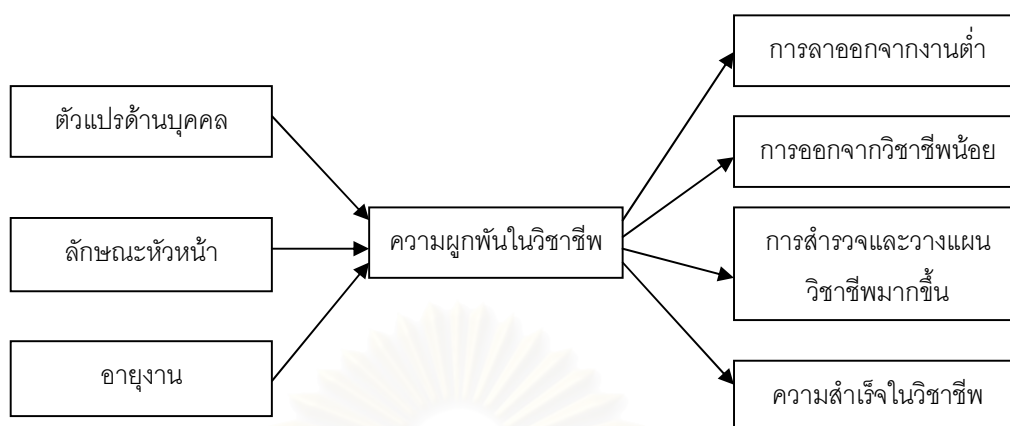 ตัวแปรด้านบุคคล
ลักษณะหัวหน้า
อายุงาน
ความผูกพันในวิชาชีพ
การลาออกจากงานต่ำ
การออกจากวิชาชีพน้อย
การสำรวจและวางแผน
วิชาชีพมากขึ้น
ความสำเร็จในวิชาชีพ